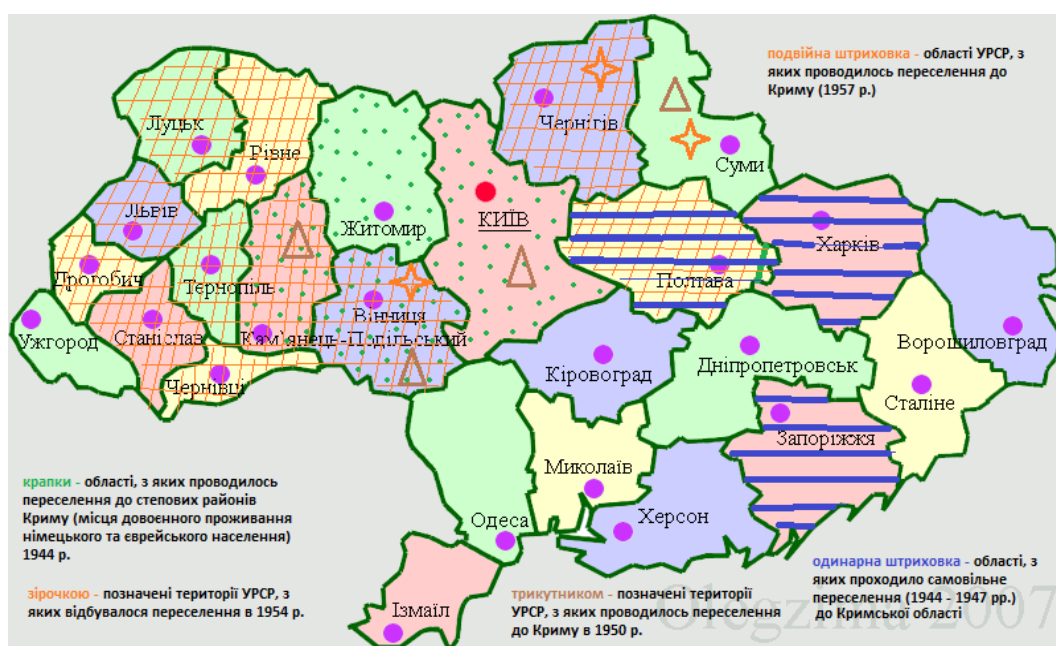 подвійна штриховка - області УРСР, з
яких проводилось переселення до
Криму (1957 р.)
Чернігів
Луцьк
Рівне
Суми
Львів
Житомир
КИЇВ
Харків
Дрогобич
Тернопіль
Полтава
Вінниця
Ужгород
Станіслав
Кам'янець-Подільський
Ворошиловград
Чернівці
Кіровоград
Дніпропетровськ
Сталіне
Запоріжжя
Миколаїв
Одеса
Херсон
Ізмаїл
крапки - області, з яких проводилось
переселення до степових районів
Криму (місця довоєнного проживання
німецького та єврейського населення)
1944 р.
зірочкою - позначені території УРСР, з
яких відбувалося переселення в 1954 р.
трикутником - позначені території
УРСР, з яких проводилось переселення
до Криму в 1950 р.
одинарна штриховка - області, з
яких проходило самовільне
переселення (1944 - 1947 рр.)
до Кримської області
Olegzima 2007